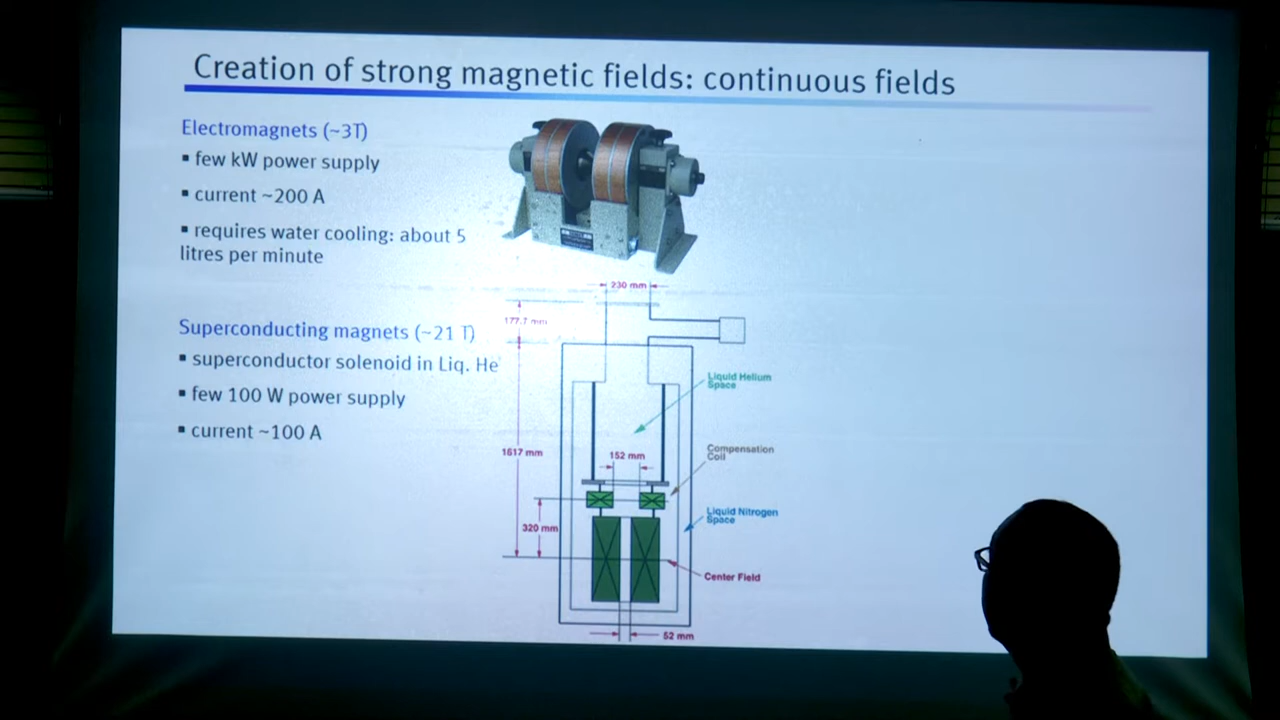 Creation of strong magnetic fields: continuous fields
Electromagnets (~3T)
▪ few kW power supply
▪ current ~200 A
▪ requires water cooling: about 5
litres per minute
Superconducting magnets (~21 T)
▪ superconductor solenoid in Liq. He
▪ few 100 W power supply
▪ current ~100 A
230 mm
177.7 mm
Liquid Helium
Space
1617 mm
152 mm
Compensation
Coil
Liquid Nitrogen
Space
320 mm
Center Field
52 mm